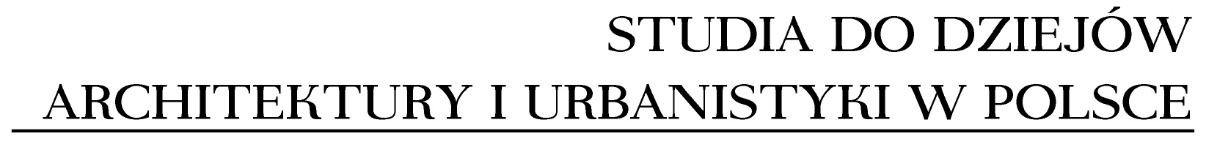 STUDIA DO DZIEJÓW
ARCHITEKTURY I URBANISTYKI W POLSCE